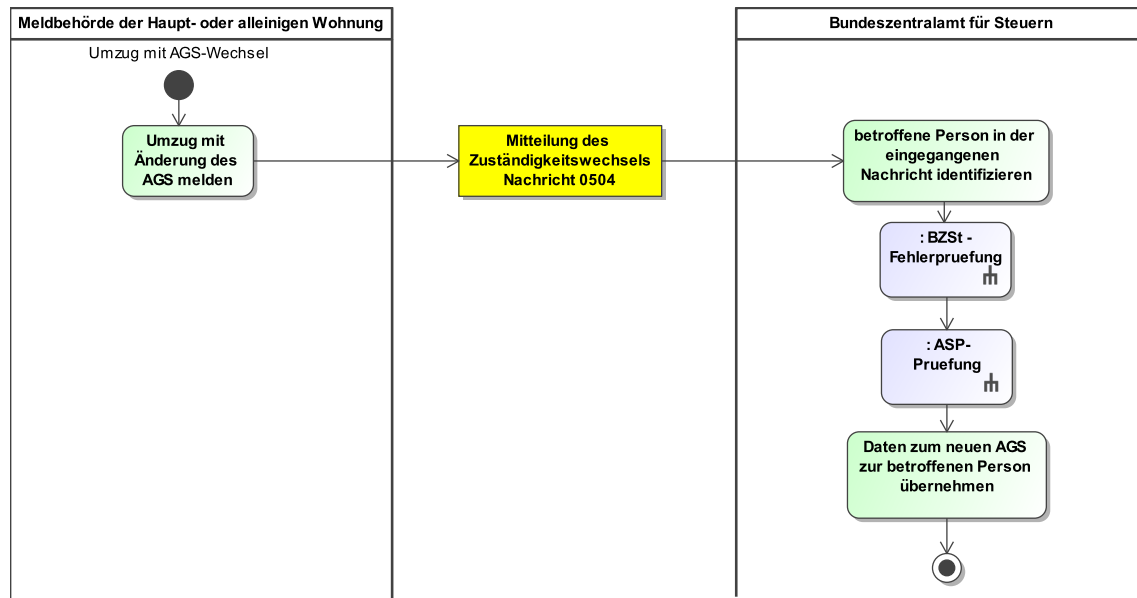 Meldbehörde der Haupt- oder alleinigen Wohnung
Bundeszentralamt für Steuern
Umzug mit AGS-Wechsel
Umzug mit
Änderung des
AGS melden
Mitteilung des
Zuständigkeitswechsels
Nachricht 0504
betroffene Person in der
eingegangenen
Nachricht identifizieren
: BZSt -
Fehlerpruefung
: ASP-
Pruefung
Daten zum neuen AGS
zur betroffenen Person
übernehmen